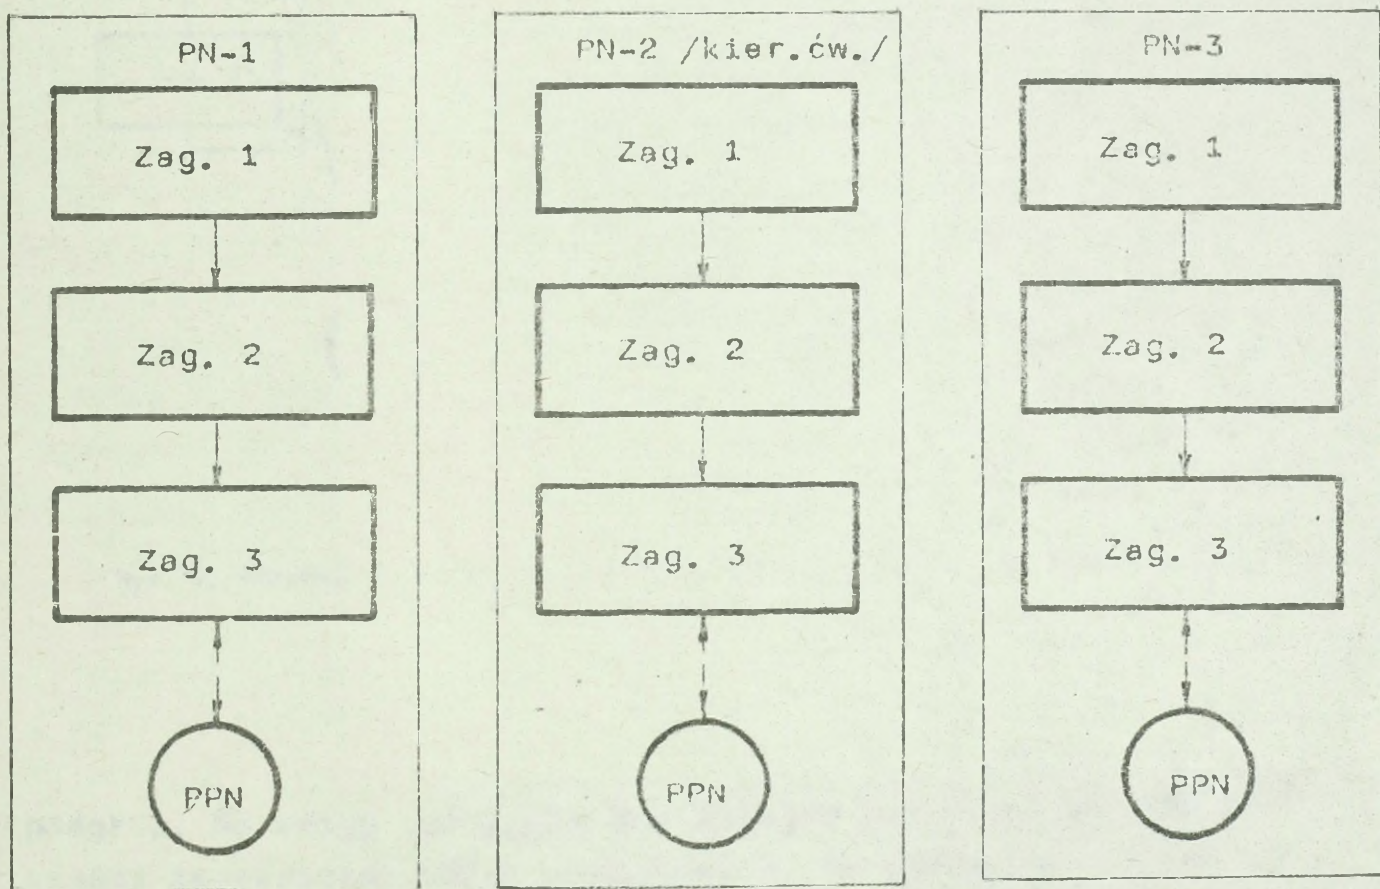 PN-1
Zag. 1
Zag. 2
Zag. 3
PPN
PN-2 /kier.ćw./
Zag. 1
Zag. 2
Zag. 3
PPN
PN-3
Zag. 1
Zag. 2
Zag. 3
PPN